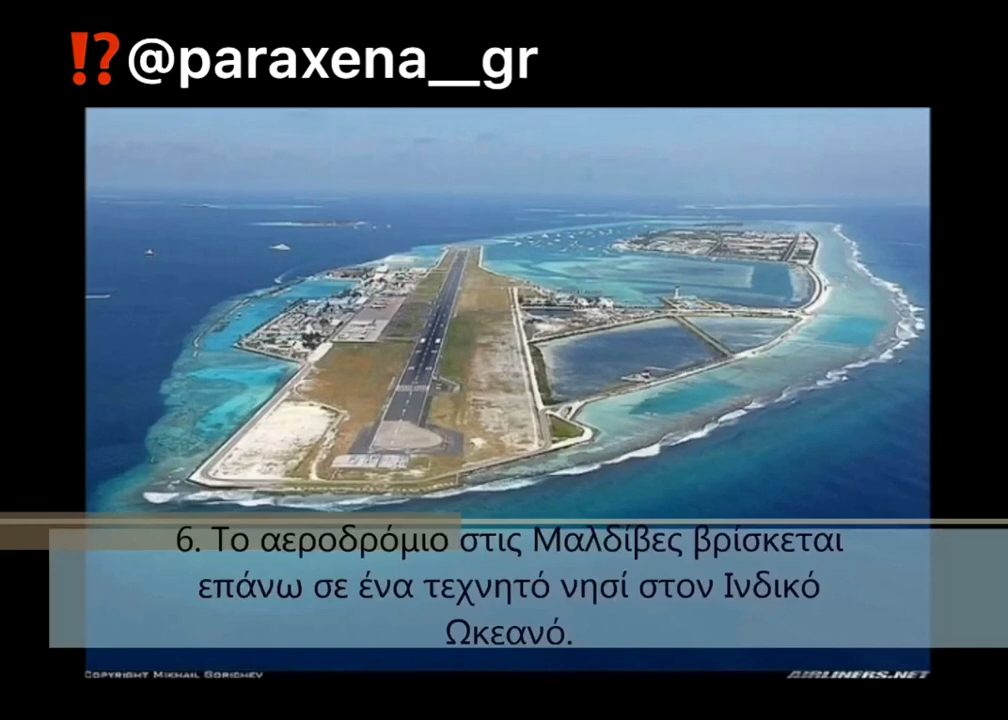 ⁉️@paraxena__gr
6. Το αεροδρόμιο στις Μαλδίβες βρίσκεται
επάνω σε ένα τεχνητό νησί στον Ινδικό
Ωκεανό.
COPYRIGHT MIKHAIL GORICHEV
AIRLINERS.NET